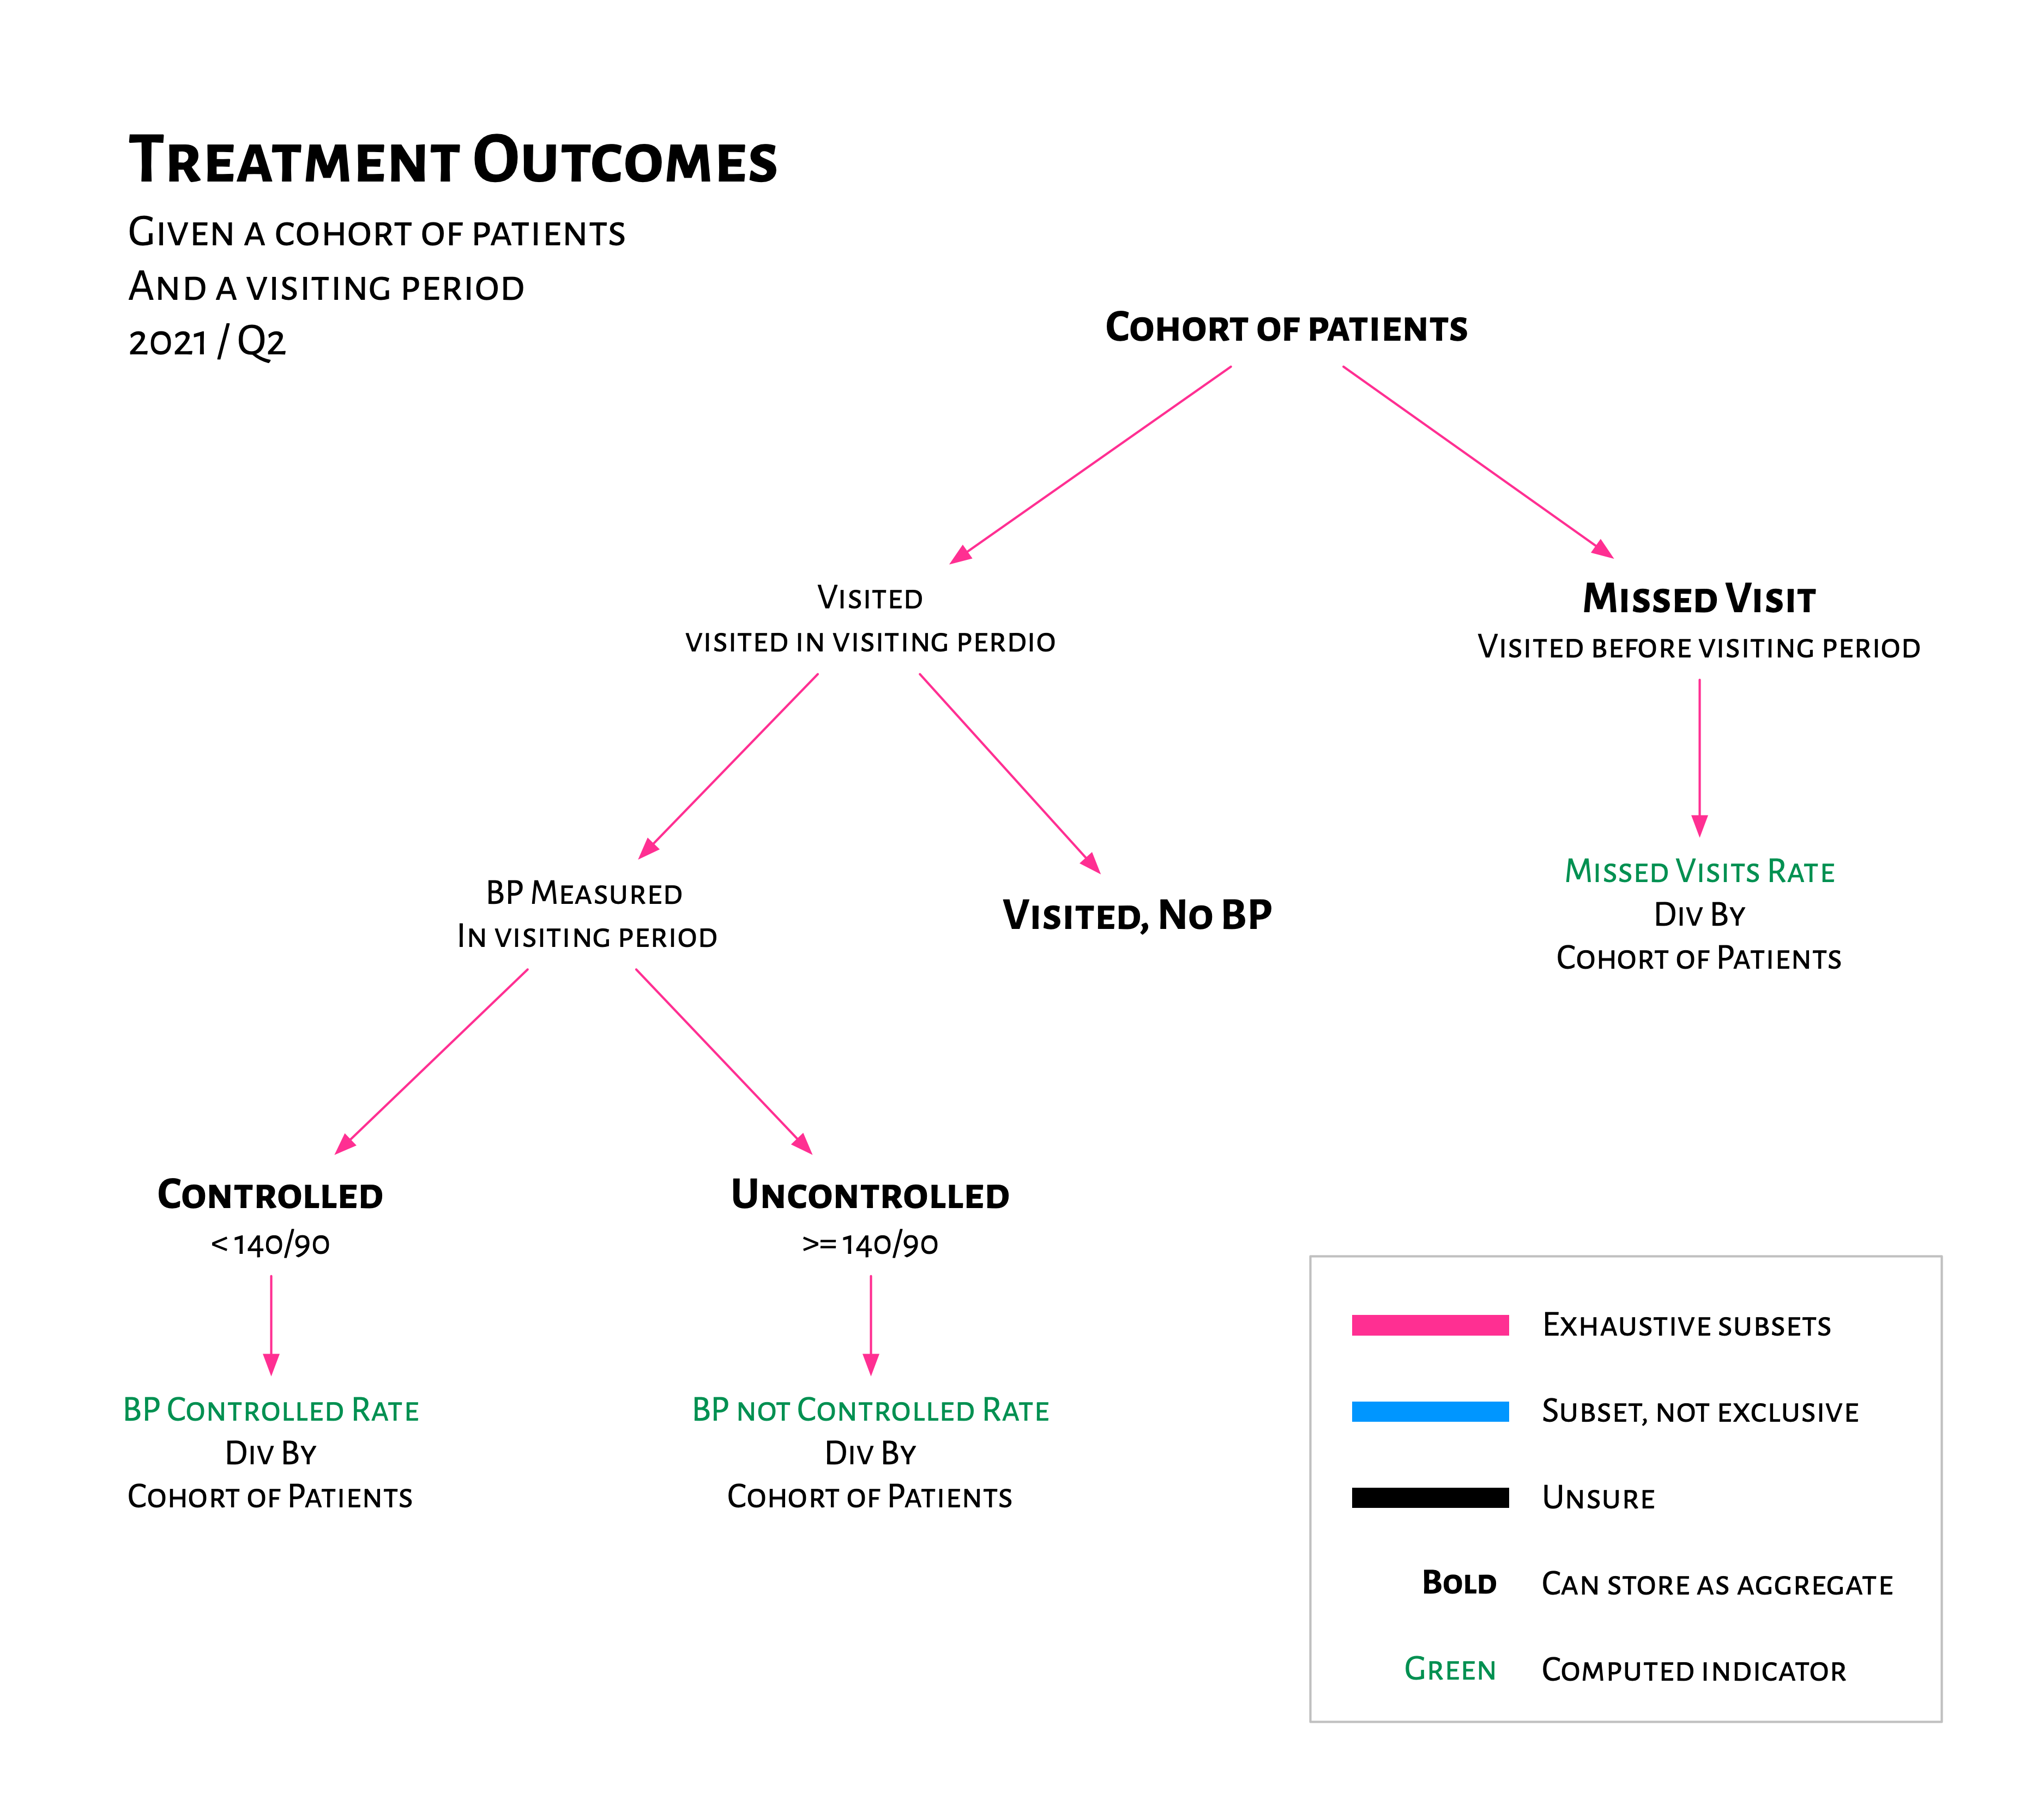 Treatment Outcomes
Given a cohort of patients
And a visiting period
2021 / Q2
Cohort of patients
Visited
visited in visiting perdio
Missed Visit
Visited before visiting period
BP Measured
In visiting period
Visited, No BP
Missed Visits Rate
Div By
Cohort of Patients
Controlled
< 140/90
Uncontrolled
>= 140/90
BP Controlled Rate
Div By
Cohort of Patients
BP not Controlled Rate
Div By
Cohort of Patients
Exhaustive subsets
Subset, not exclusive
Unsure
Bold Can store as aggregate
Green Computed indicator